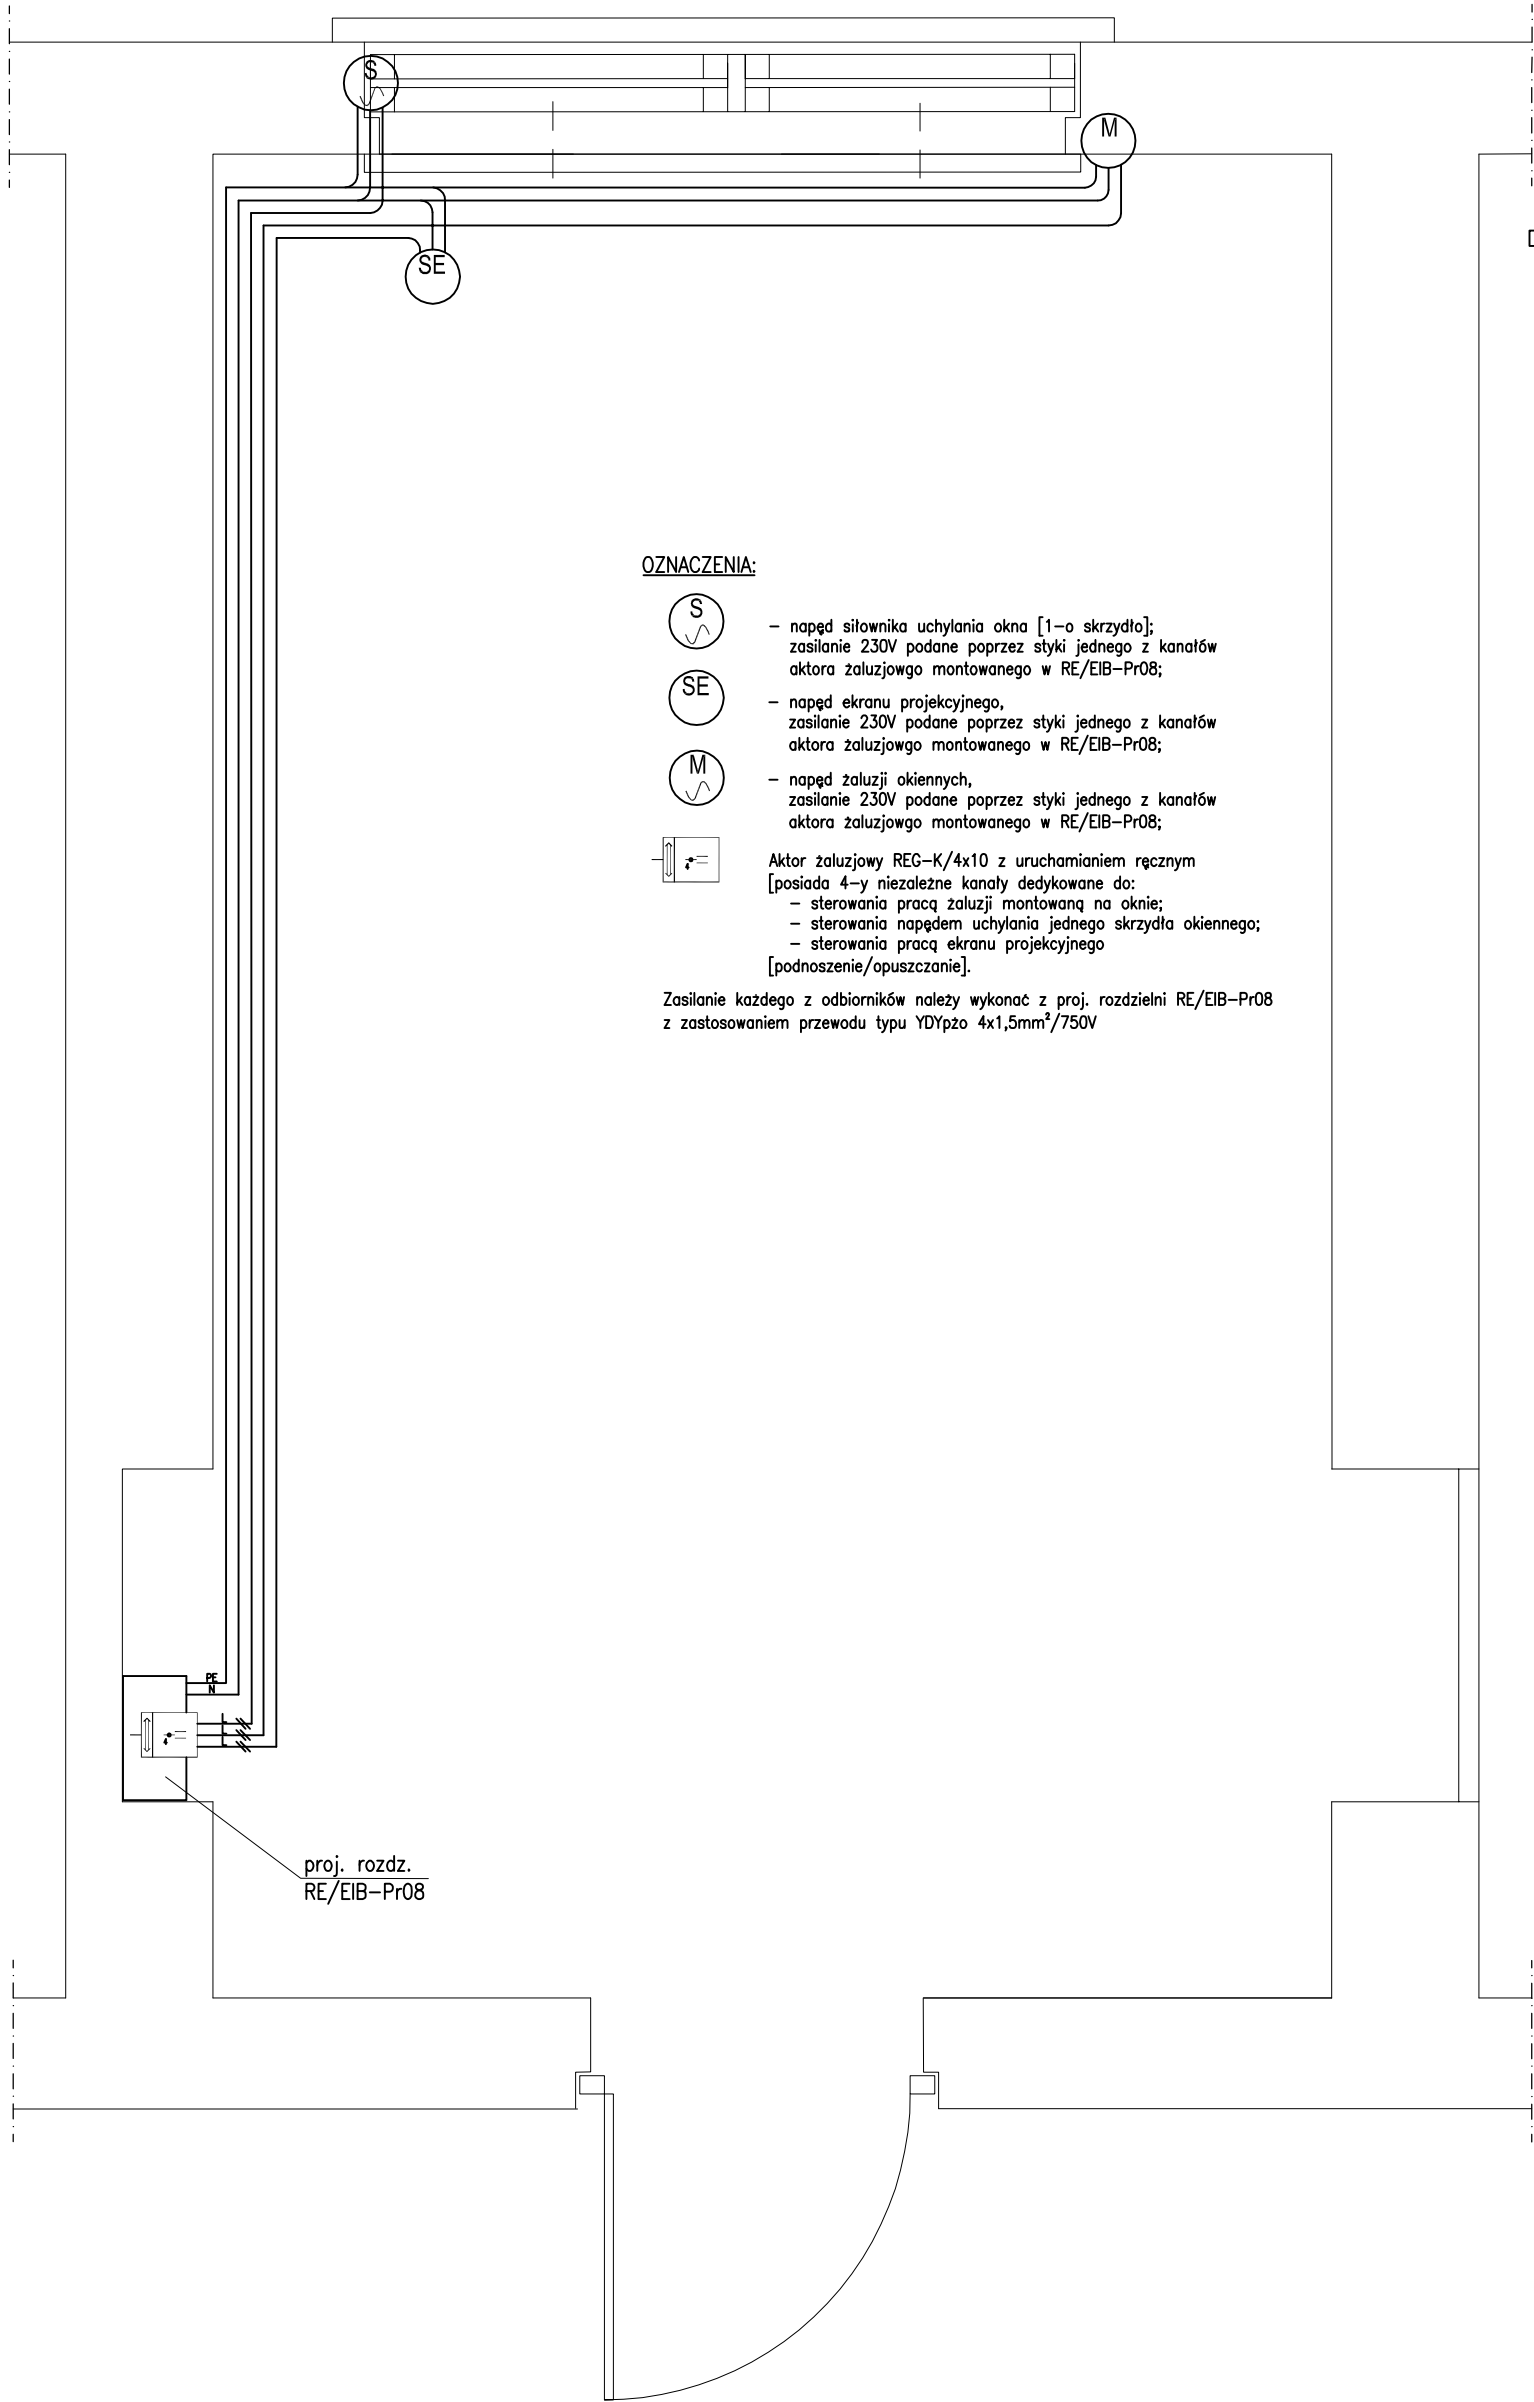 S
M
SE
OZNACZENIA:
S
– napęd siłownika uchylania okna [1–o skrzydło];
zasilanie 230V podane poprzez styki jednego z kanałów
aktora żaluzjowgo montowanego w RE/EIB–Pr08;
SE
– napęd ekranu projekcyjnego,
zasilanie 230V podane poprzez styki jednego z kanałów
aktora żaluzjowgo montowanego w RE/EIB–Pr08;
M
– napęd żaluzji okiennych,
zasilanie 230V podane poprzez styki jednego z kanałów
aktora żaluzjowgo montowanego w RE/EIB–Pr08;
4
Aktor żaluzjowy REG–K/4x10 z uruchamianiem ręcznym
[posiada 4–y niezależne kanały dedykowane do:
– sterowania pracą żaluzji montowaną na oknie;
– sterowania napędem uchylania jednego skrzydła okiennego;
– sterowania pracą ekranu projekcyjnego
[podnoszenie/opuszczanie].
Zasilanie każdego z odbiorników należy wykonać z proj. rozdzielni RE/EIB–Pr08
z zastosowaniem przewodu typu YDYpżo 4x1,5mm²/750V
PE
N
L
L
L
4
proj. rozdz.
RE/EIB–Pr08